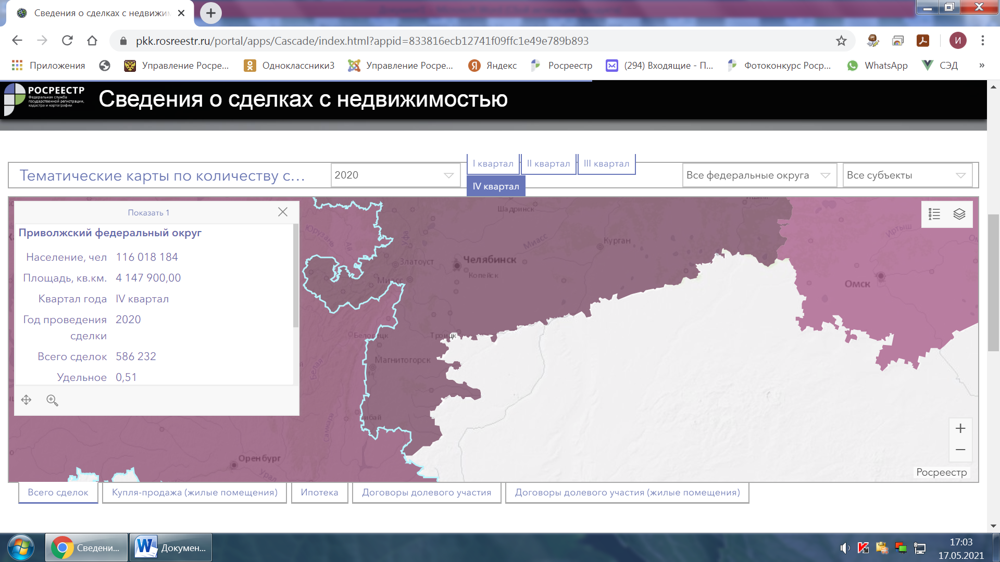 Сведения о сделках с недвижим
pkk.rosreestr.ru/portal/apps/Cascade/index.html?appid=833816ecb12741f09ffc1e49e789b893
И
Приложения
Управление Росре...
Одноклассники3
Управление Росре...
Яндекс
Росреестр
(294) Входящие - П...
Фотоконкурс Роср...
WhatsApp
СЭД
»
РОСРЕЕСТР
Федеральная служба
государственной регистрации,
кадастра и картографии
Сведения о сделках с недвижимостью
Тематические карты по количеству с...
2020
I квартал
II квартал
III квартал
IV квартал
Все федеральные округа
Все субъекты
Показать 1
Приволжский федеральный округ
Население, чел 116 018 184
Площадь, кв.км. 4 147 900,00
Квартал года IV квартал
Год проведения 2020
сделки
Всего сделок 586 232
Удельное 0,51
Шадринск
Ишим
Юрузань
Ай
Уфа
Миасс
Курган
Иртыш
Златоуст
Челябинск
Копейск
Миасс
Омск
Белорецк
Троицк
Магнитогорск
Белая
Сакмара
ибай
Оренбург
Урал
Росреестр
Всего сделок
Купля-продажа (жилые помещения)
Ипотека
Договоры долевого участия
Договоры долевого участия (жилые помещения)
Сведени...
Докумен...
17:03
17.05.2021